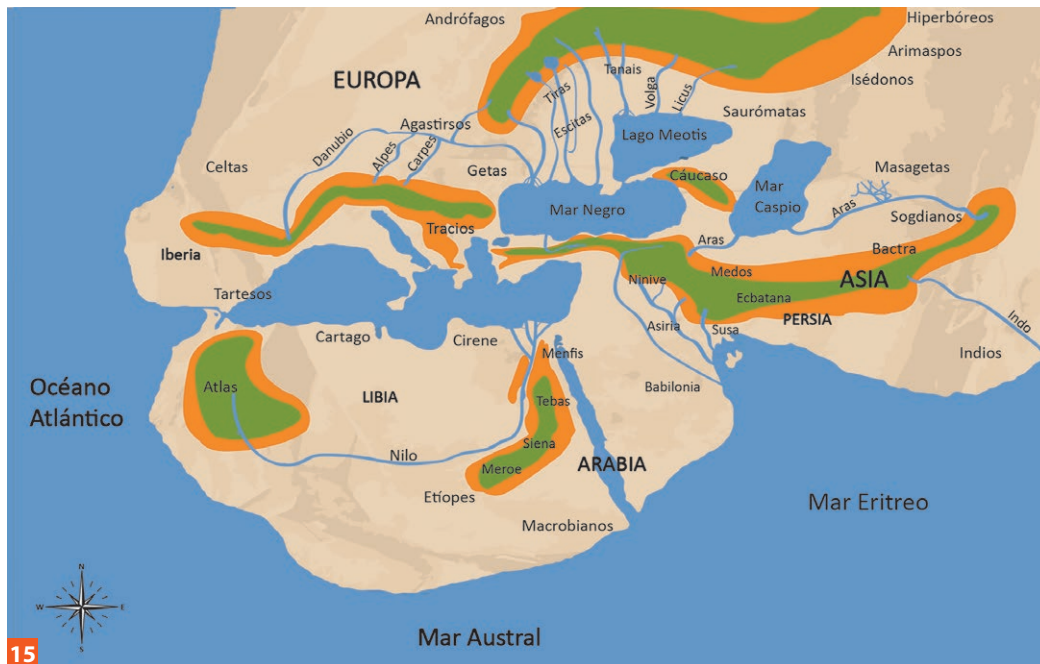 Andrófagos
Hiperbóreos
Arimaspos
Isédonos
EUROPA
Tanais
Volga
Licus
Tiras
Escitas
Saurómatas
Agastirsos
Danubio
Alpes
Carpes
Lago Meotis
Celtas
Getas
Cáucaso
Masagetas
Mar
Caspio
Aras
Sogdianos
Mar Negro
Tracios
Iberia
Aras
Bactra
Medos
Ninive
ASIA
Ecbatana
Tartesos
PERSIA
Asiria
Susa
Indo
Cartago
Cirene
Menfis
Indios
Océano
Atlántico
Atlas
LIBIA
Babilonia
Tebas
Siena
Nilo
Meroe
ARABIA
Etíopes
Macrobianos
Mar Eritreo
N
W
E
S
Mar Austral
15